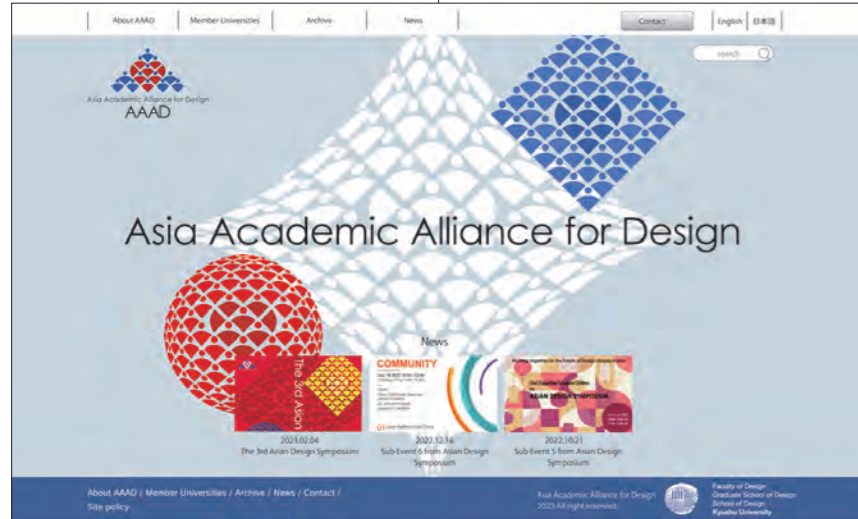 About AAAD
Member Universities
Archive
News
Contact
English
日本語
search
Asia Academic Alliance for Design
AAAD
Asia Academic Alliance for Design
News
The 3rd Asian
COMMUNITY
ASIAN DESIGN SYMPOSIUM
2023.02.04
The 3rd Asian Design Symposium
2022.12.16
Sub Event 6 from Asian Design
Symposium
2022.10.21
Sub Event 5 from Asian Design
Symposium
About AAAD / Member Universities / Archive / News / Contact /
Site policy
Asia Academic Alliance for Design
2023 All right reserved.
Faculty of Design
Graduate School of Design
School of Design
Kyushu University